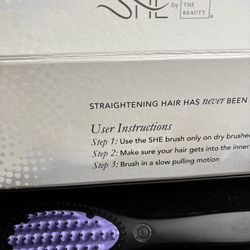 SHE by THE
BEAUTY
STRAIGHTENING HAIR HAS never BEEN
User Instructions
Step 1: Use the SHE brush only on dry brushed
Step 2: Make sure your hair gets into the inner
Step 3: Brush in a slow pulling motion